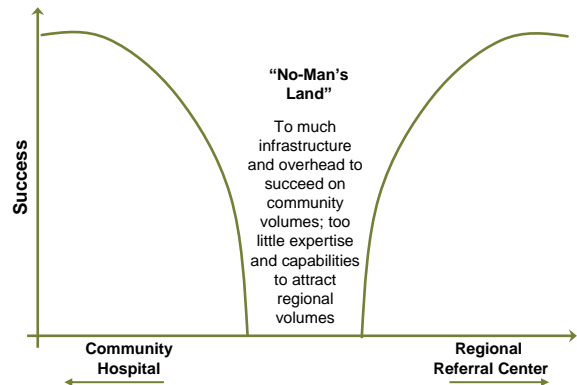 Success
“No-Man’s
Land”
To much
infrastructure
and overhead to
succeed on
community
volumes; too
little expertise
and capabilities
to attract
regional
volumes
Community
Hospital
Regional
Referral Center